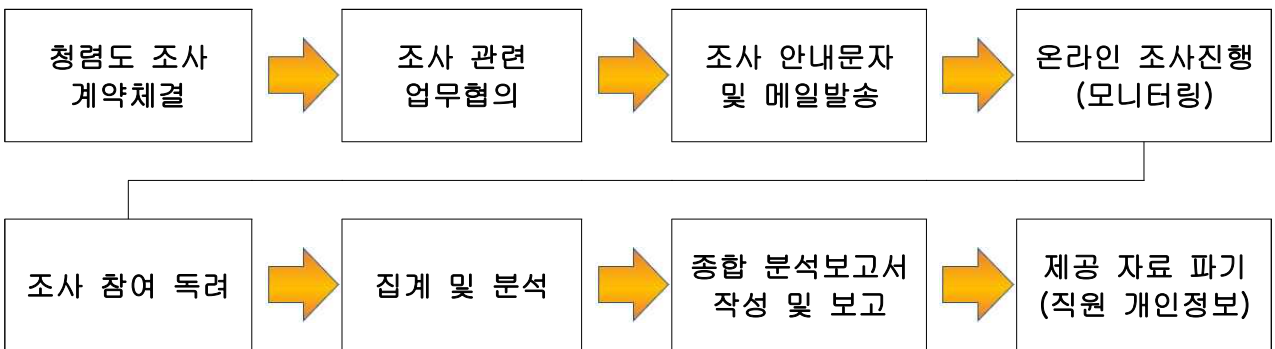 청렴도 조사
계약체결
조사 관련
업무협의
조사 안내문자
및 메일발송
온라인 조사진행
(모니터링)
조사 참여 독려
집계 및 분석
종합 분석보고서
작성 및 보고
제공 자료 파기
(직원 개인정보)